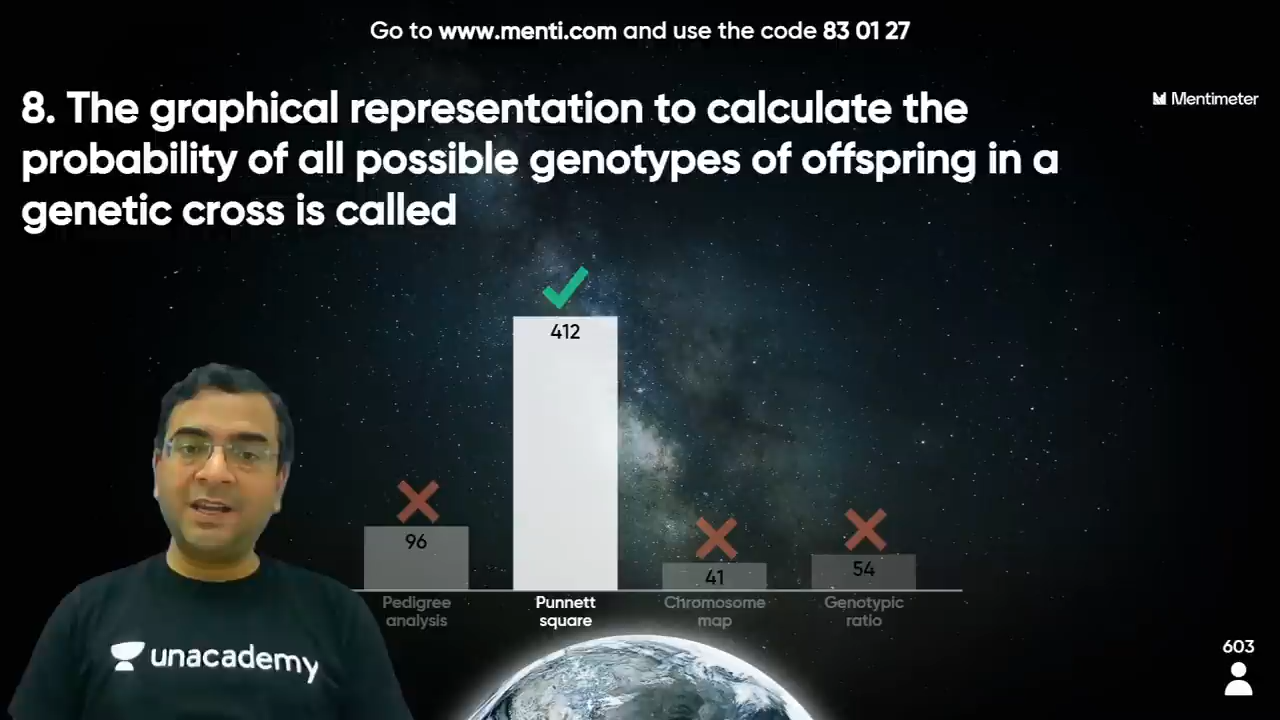 Go to www.menti.com and use the code 83 01 27
Mentimeter
8. The graphical representation to calculate the
probability of all possible genotypes of offspring in a
genetic cross is called
412
96
41
54
Pedigree
analysis
Punnett
square
Chromosome
map
Genotypic
ratio
unacademy
603